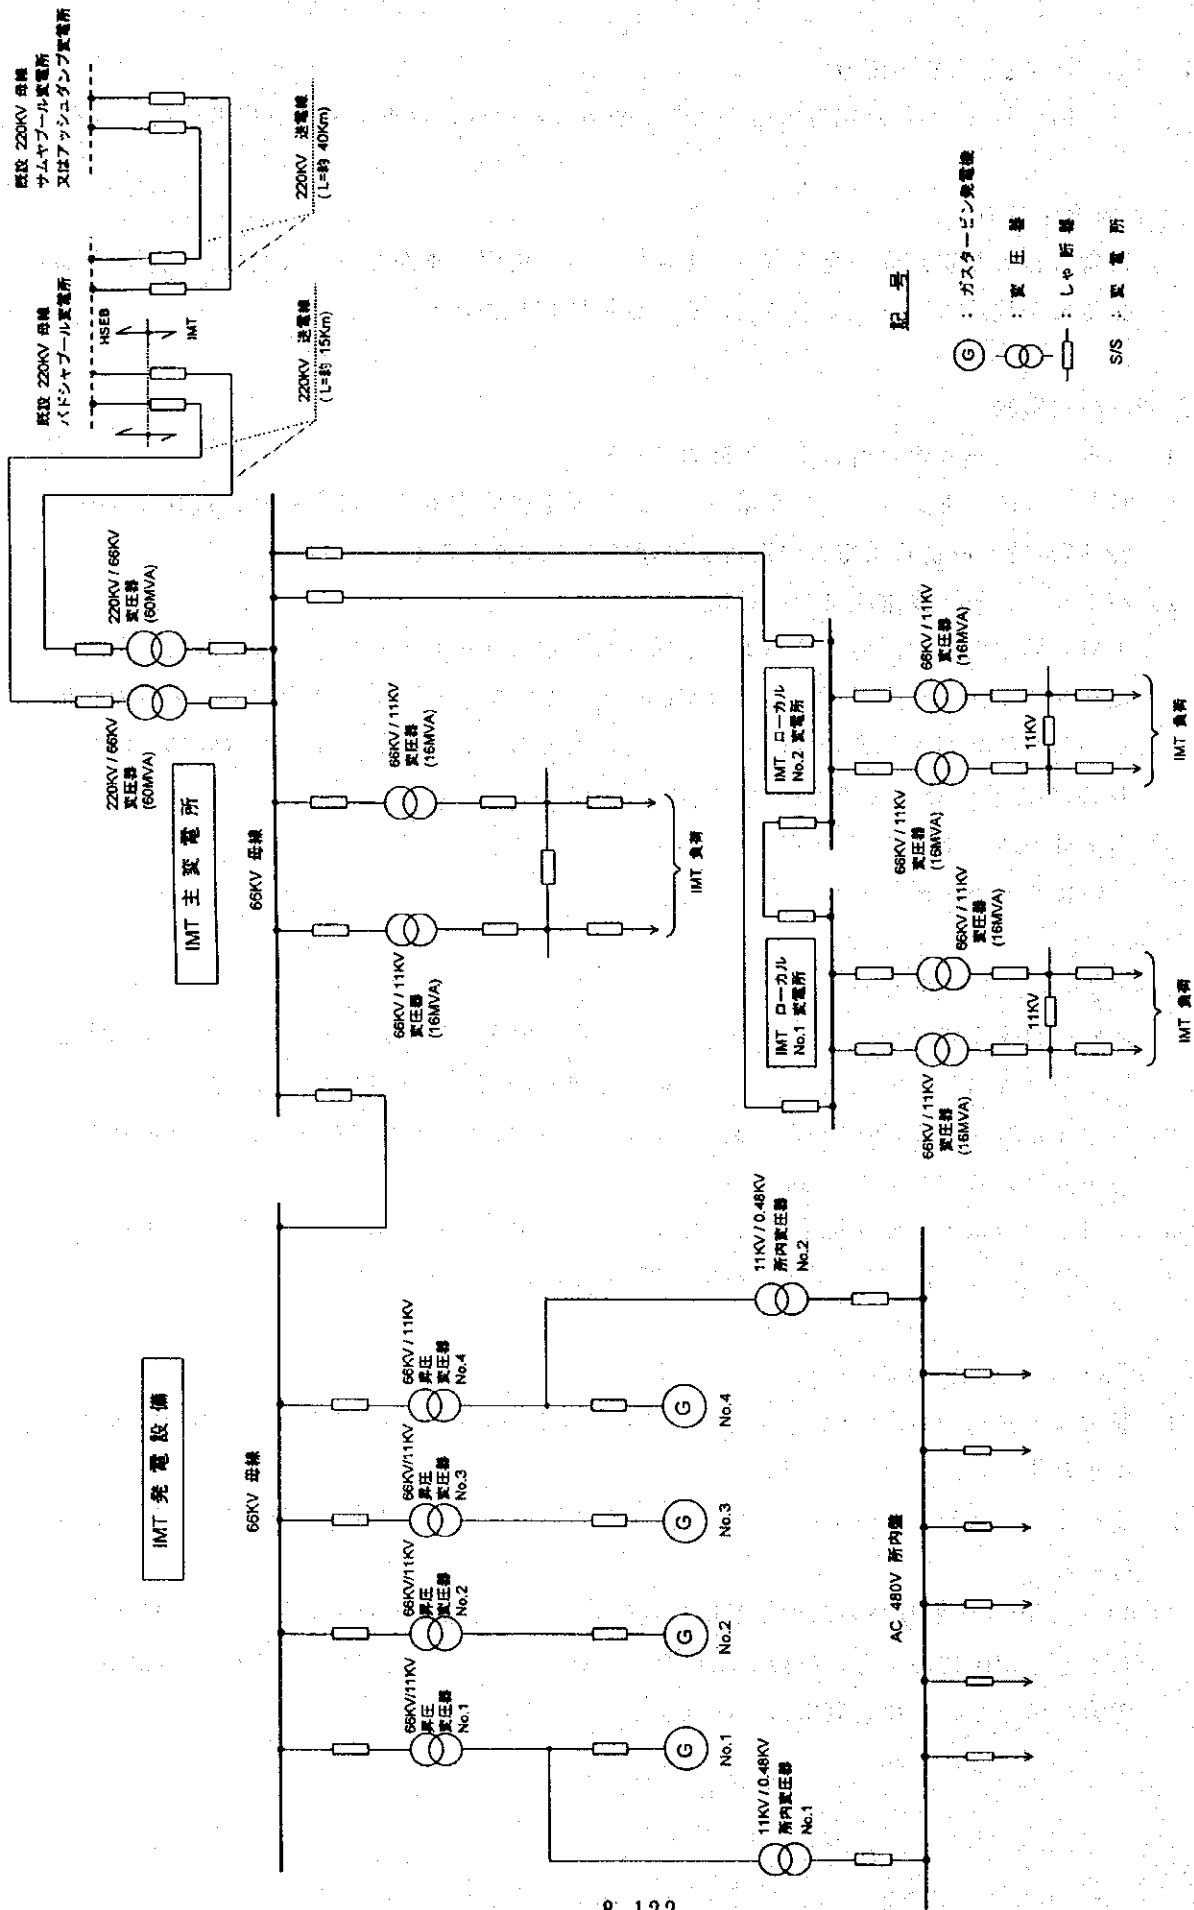 IMT 発 電 設 備
66KV 母線
66KV/11KV
昇圧
変圧器
No.1
66KV/11KV
昇圧
変圧器
No.2
66KV/11KV
昇圧
変圧器
No.3
66KV / 11KV
昇圧
変圧器
No.4
G
No.1
G
No.2
G
No.3
G
No.4
11KV / 0.48KV
所内変圧器
No.1
11KV / 0.48KV
所内変圧器
No.2
AC 480V 所内盤
IMT 主 変 電 所
66KV 母線
220KV / 66KV
変圧器
(60MVA)
220KV / 66KV
変圧器
(60MVA)
66KV / 11KV
変圧器
(16MVA)
66KV / 11KV
変圧器
(16MVA)
IMT 負荷
IMT ローカル
No.1 変電所
66KV / 11KV
変圧器
(16MVA)
66KV / 11KV
変圧器
(16MVA)
11KV
IMT 負荷
IMT ローカル
No.2 変電所
66KV / 11KV
変圧器
(16MVA)
66KV / 11KV
変圧器
(16MVA)
11KV
IMT 負荷
既設 220KV 母線
バドシャプール変電所
HSEB
IMT
220KV 送電線
( L=約 15Km)
既設 220KV 母線
サムヤプール変電所
又はアッシュダンプ変電所
220KV 送電線
( L=約 40Km)
記 号
G : ガスタービン発電機
: 変 圧 器
: しゃ 断 器
S/S : 変 電 所